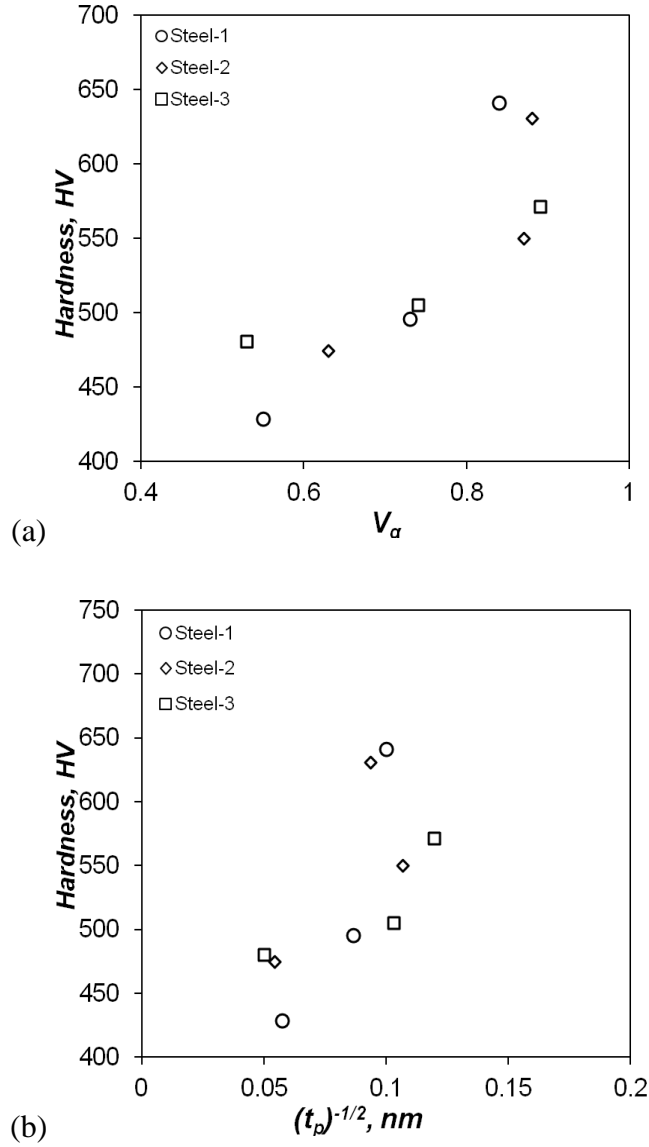 700
650
600
550
500
450
400
Hardness, HV
Steel-1
Steel-2
Steel-3
0.4
0.6
0.8
1
Vα
(a)
750
700
650
600
550
500
450
400
Hardness, HV
Steel-1
Steel-2
Steel-3
0
0.05
0.1
0.15
0.2
(tp)-1/2, nm
(b)